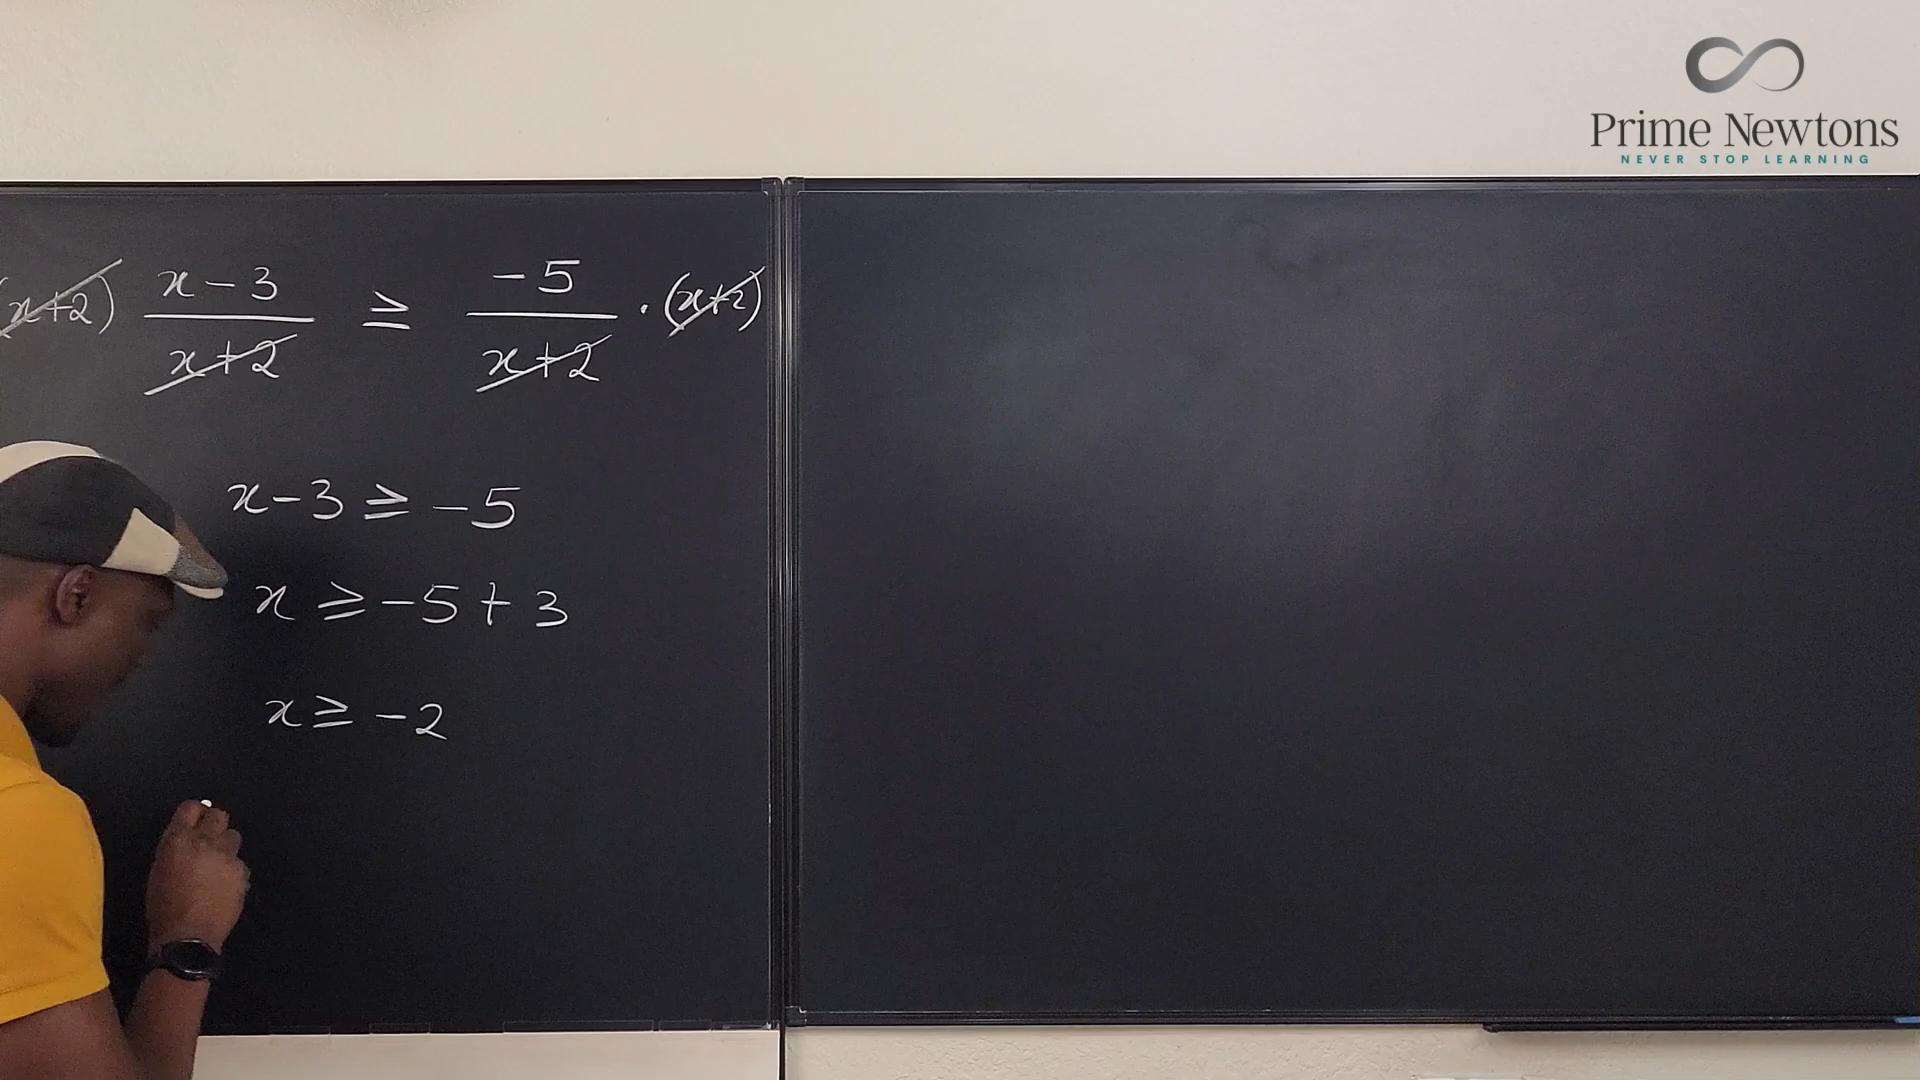 Prime Newtons
NEVER STOP LEARNING
(x+2) x-3/x+2 ≥ -5/x+2 · (x+2)
x-3 ≥ -5
x ≥ -5+3
x ≥ -2